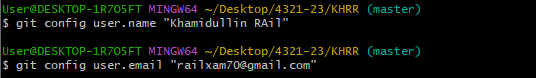 User@DESKTOP-1R7O5FT MINGW64 ~/Desktop/4321-23/KHRR (master)
$ git config user.name "Khamidullin RAil"
User@DESKTOP-1R7O5FT MINGW64 ~/Desktop/4321-23/KHRR (master)
$ git config user.email "railxam70@gmail.com"